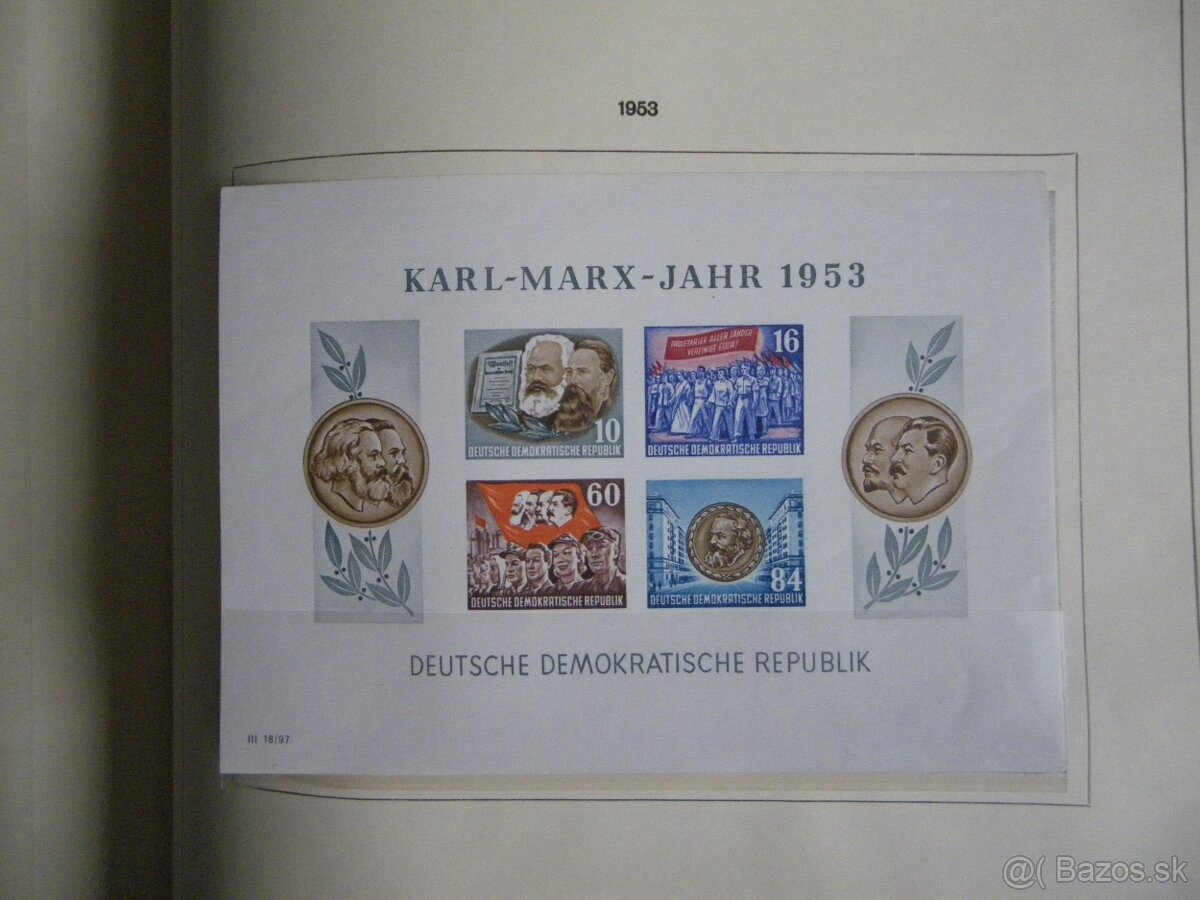 1953
KARL-MARX-JAHR 1953
10
DEUTSCHE DEMOKRATISCHE REPUBLIK
PROLETARIER ALLER LÄNDER
VEREINIGT EUCH!
16
DEUTSCHE DEMOKRATISCHE REPUBLIK
60
DEUTSCHE DEMOKRATISCHE REPUBLIK
84
DEUTSCHE DEMOKRATISCHE REPUBLIK
DEUTSCHE DEMOKRATISCHE REPUBLIK
III 18/97
@( Bazos.sk